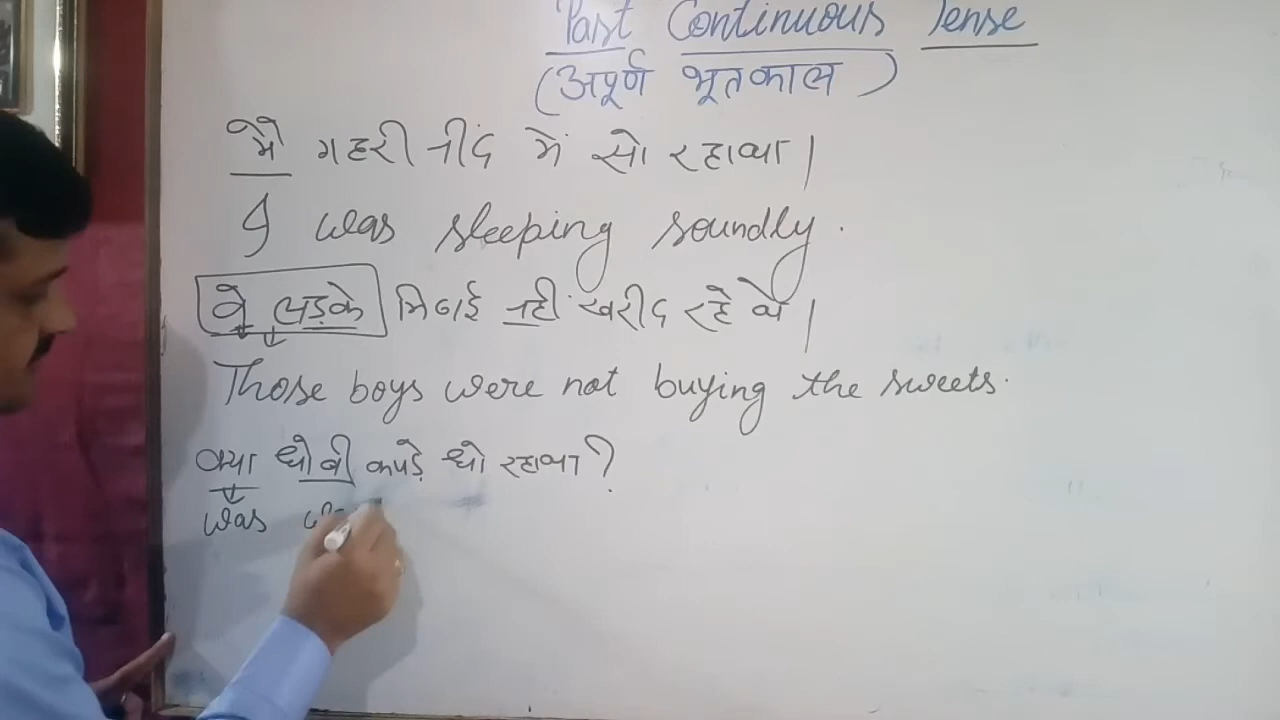 Past Continuous Tense
(अपूर्ण भूतकाल)
मैं गहरी नींद में सो रहा था।
I was sleeping soundly.
वे लड़के मिठाई नहीं खरीद रहे थे।
Those boys were not buying the sweets.
क्या धोबी कपड़े धो रहा था?
was